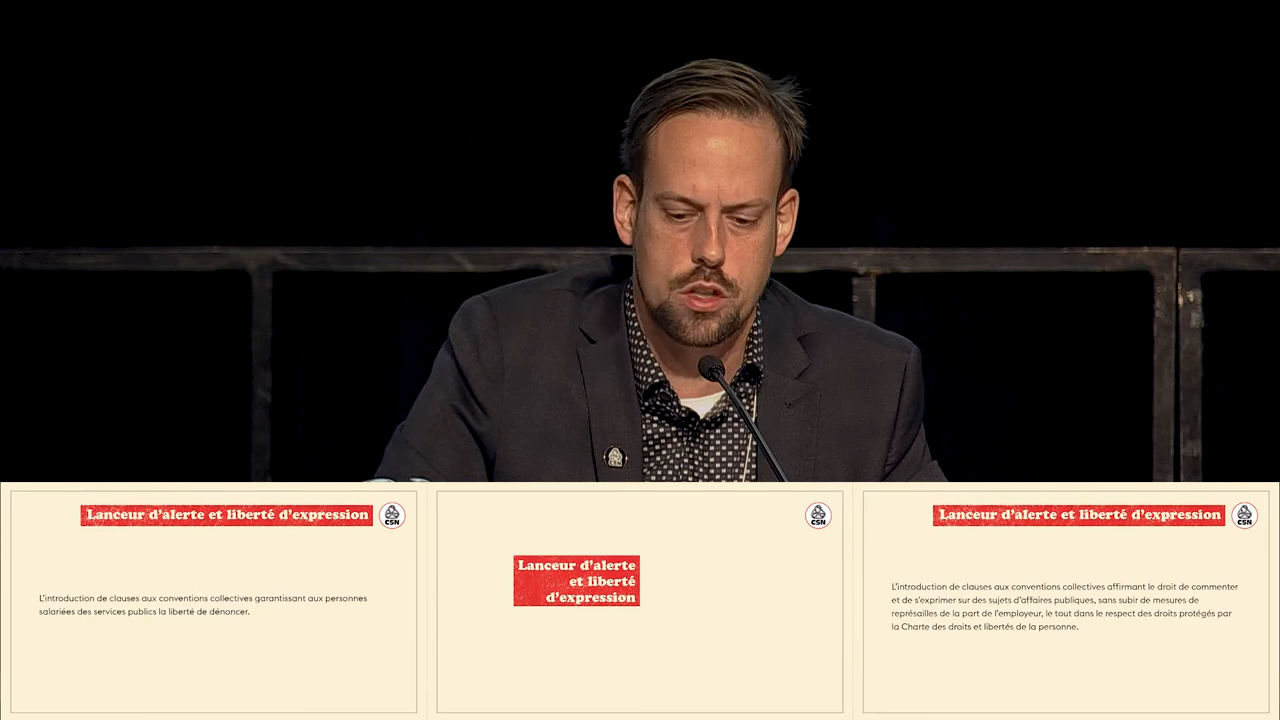 Lanceur d'alerte et liberté d'expression
CSN
L'introduction de clauses aux conventions collectives garantissant aux personnes
salariées des services publics la liberté de dénoncer.
CSN
Lanceur d'alerte
et liberté
d'expression
Lanceur d'alerte et liberté d'expression
CSN
L'introduction de clauses aux conventions collectives affirmant le droit de commenter
et de s'exprimer sur des sujets d'affaires publiques, sans subir de mesures de
représailles de la part de l'employeur, le tout dans le respect des droits protégés par
la Charte des droits et libertés de la personne.